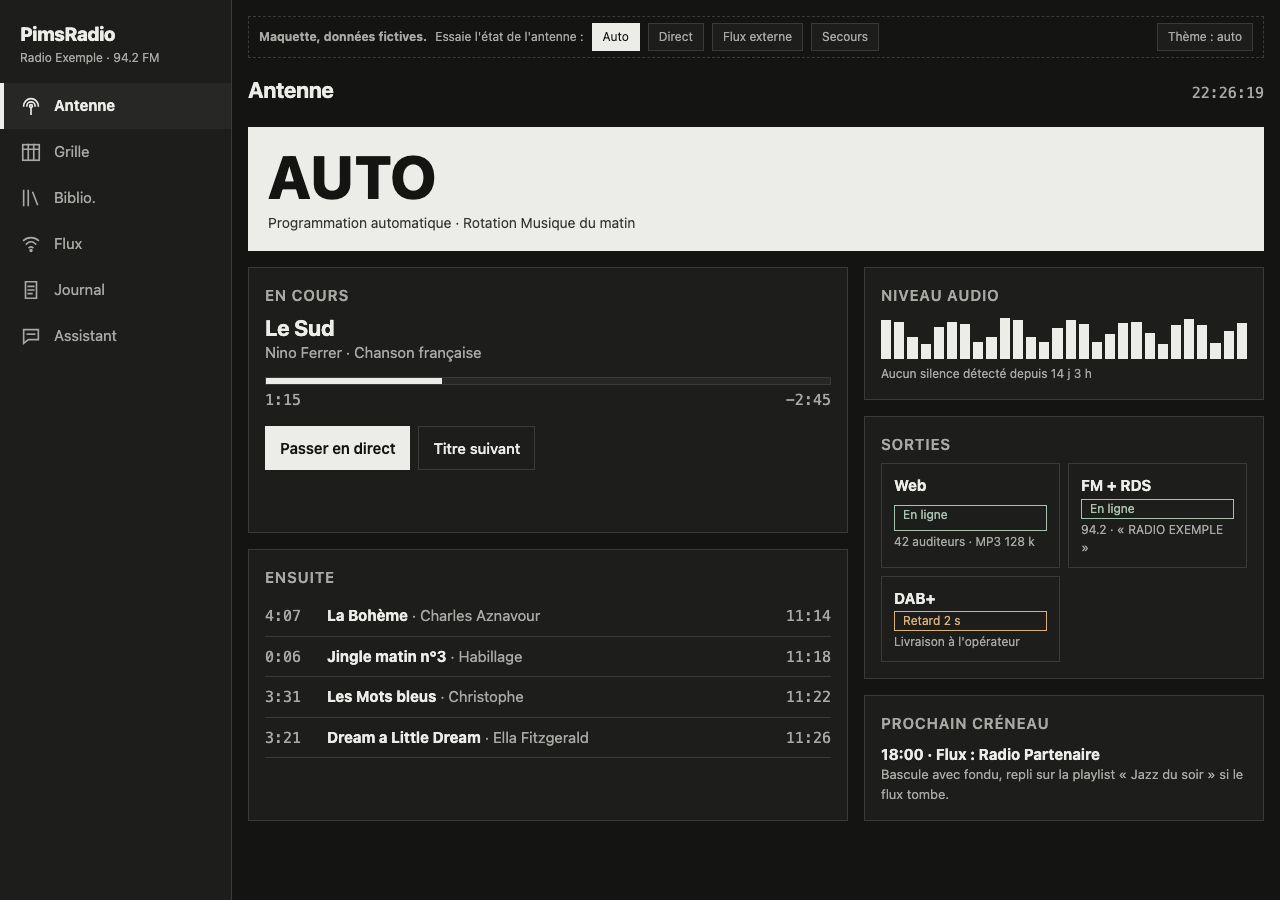 PimsRadio
Radio Exemple · 94.2 FM
Antenne
Grille
Biblio.
Flux
Journal
Assistant
Maquette, données fictives. Essaie l'état de l'antenne : Auto Direct Flux externe Secours Thème : auto
Antenne 22:26:19
AUTO
Programmation automatique · Rotation Musique du matin
EN COURS
Le Sud
Nino Ferrer · Chanson française
1:15 −2:45
Passer en direct Titre suivant
ENSUITE
4:07 La Bohème · Charles Aznavour 11:14
0:06 Jingle matin n°3 · Habillage 11:18
3:31 Les Mots bleus · Christophe 11:22
3:21 Dream a Little Dream · Ella Fitzgerald 11:26
NIVEAU AUDIO
Aucun silence détecté depuis 14 j 3 h
SORTIES
Web
En ligne
42 auditeurs · MP3 128 k
FM + RDS
En ligne
94.2 · « RADIO EXEMPLE
»
DAB+
Retard 2 s
Livraison à l'opérateur
PROCHAIN CRÉNEAU
18:00 · Flux : Radio Partenaire
Bascule avec fondu, repli sur la playlist « Jazz du soir » si le
flux tombe.